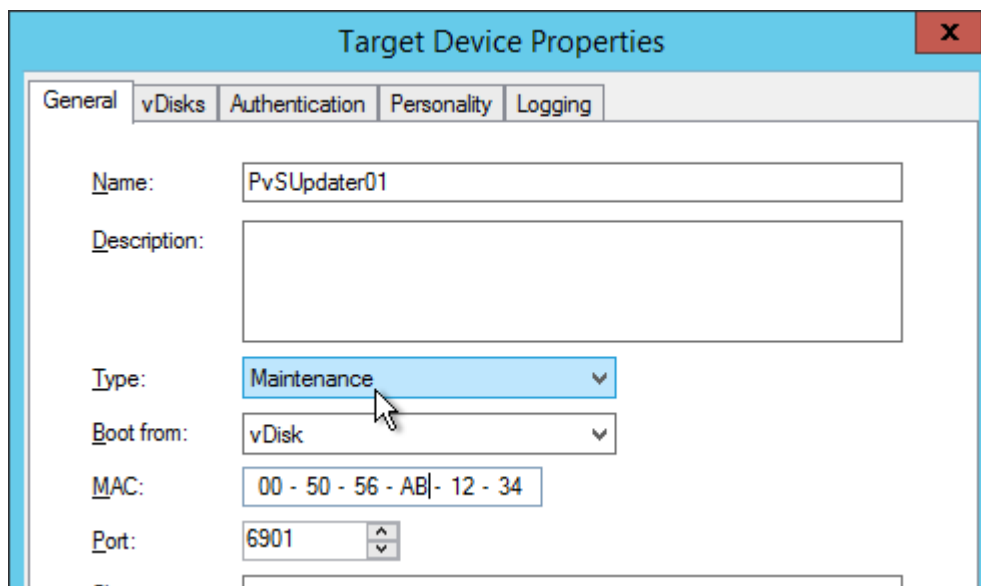 Target Device Properties
x
General vDisks Authentication Personality Logging
Name: PvSUpdater01
Description:
Type: Maintenance
Boot from: vDisk
MAC: 00 - 50 - 56 - AB - 12 - 34
Port: 6901